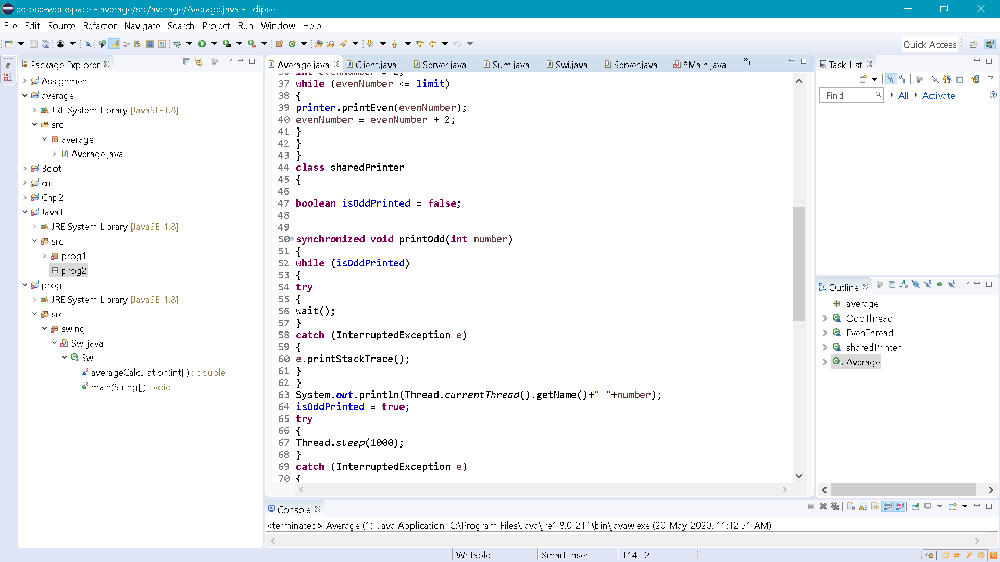 eclipse-workspace - average/src/average/Average.java - Eclipse
File Edit Source Refactor Navigate Search Project Run Window Help
Quick Access
Package Explorer
Assignment
average
JRE System Library [JavaSE-1.8]
src
average
Average.java
Boot
cn
Cnp2
Java1
JRE System Library [JavaSE-1.8]
src
prog1
prog2
prog
JRE System Library [JavaSE-1.8]
src
swing
Swi.java
Swi
averageCalculation(int[]) : double
main(String[]) : void
Average.java Client.java Server.java Sum.java Swi.java Server.java *Main.java »1
36 int evenNumber = 2;
37 while (evenNumber <= limit)
38 {
39 printer.printEven(evenNumber);
40 evenNumber = evenNumber + 2;
41 }
42 }
43 }
44 class sharedPrinter
45 {
46
47 boolean isOddPrinted = false;
48
49
50 synchronized void printOdd(int number)
51 {
52 while (isOddPrinted)
53 {
54 try
55 {
56 wait();
57 }
58 catch (InterruptedException e)
59 {
60 e.printStackTrace();
61 }
62 }
63 System.out.println(Thread.currentThread().getName()+" "+number);
64 isOddPrinted = true;
65 try
66 {
67 Thread.sleep(1000);
68 }
69 catch (InterruptedException e)
70 {
Task List
Find All Activate...
Outline
average
OddThread
EvenThread
sharedPrinter
Average
Console
<terminated> Average (1) [Java Application] C:\Program Files\Java\jre1.8.0_211\bin\javaw.exe (20-May-2020, 11:12:51 AM)
Writable Smart Insert 114 : 2